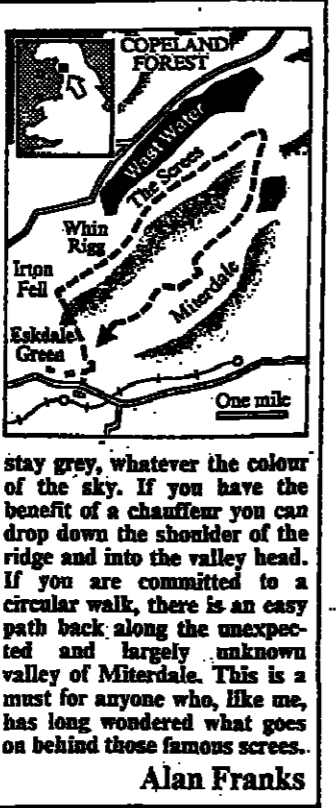 COPELAND
FOREST
Wast Water
The Screes
Whin
Rigg
Irton
Fell
Miterdale
Eskdale
Green
One mile
stay grey, whatever the colour
of the sky. If you have the
benefit of a chauffeur you can
drop down the shoulder of the
ridge and into the valley head.
If you are committed to a
circular walk, there is an easy
path back along the unexpec-
ted and largely unknown
valley of Miterdale. This is a
must for anyone who, like me,
has long wondered what goes
on behind those famous screes.
Alan Franks